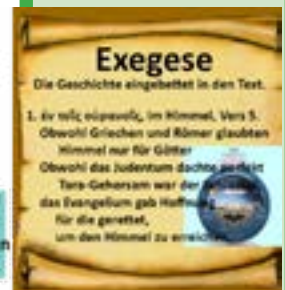 Exegese
Die Geschichte eingebettet in den Text.
1. ἐν τοῖς οὐρανοῖς, im Himmel, Vers 5.
Obwohl Griechen und Römer glaubten
Himmel nur für Götter
Obwohl das Judentum dachte perfekt
Tora-Gehorsam war der
das Evangelium gab Hoffnung
für die gerettet,
um den Himmel zu erreichen